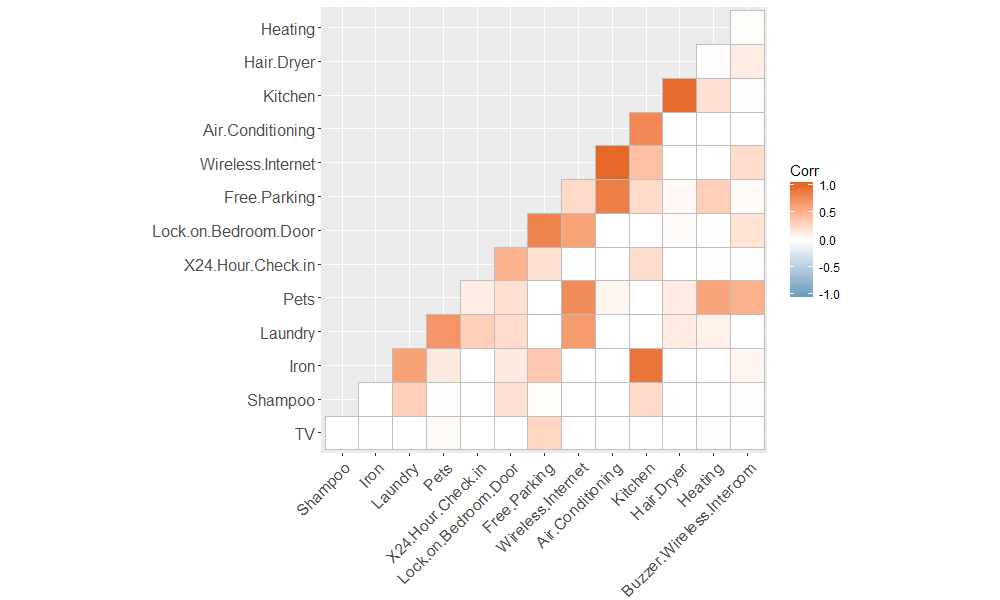 Heating
Hair.Dryer
Kitchen
Air.Conditioning
Wireless.Internet
Free.Parking
Lock.on.Bedroom.Door
X24.Hour.Check.in
Pets
Laundry
Iron
Shampoo
TV
Shampoo
Iron
Laundry
Pets
X24.Hour.Check.in
Lock.on.Bedroom.Door
Free.Parking
Wireless.Internet
Air.Conditioning
Kitchen
Hair.Dryer
Heating
Buzzer.Wireless.Intercom
Corr
1.0
0.5
0.0
-0.5
-1.0